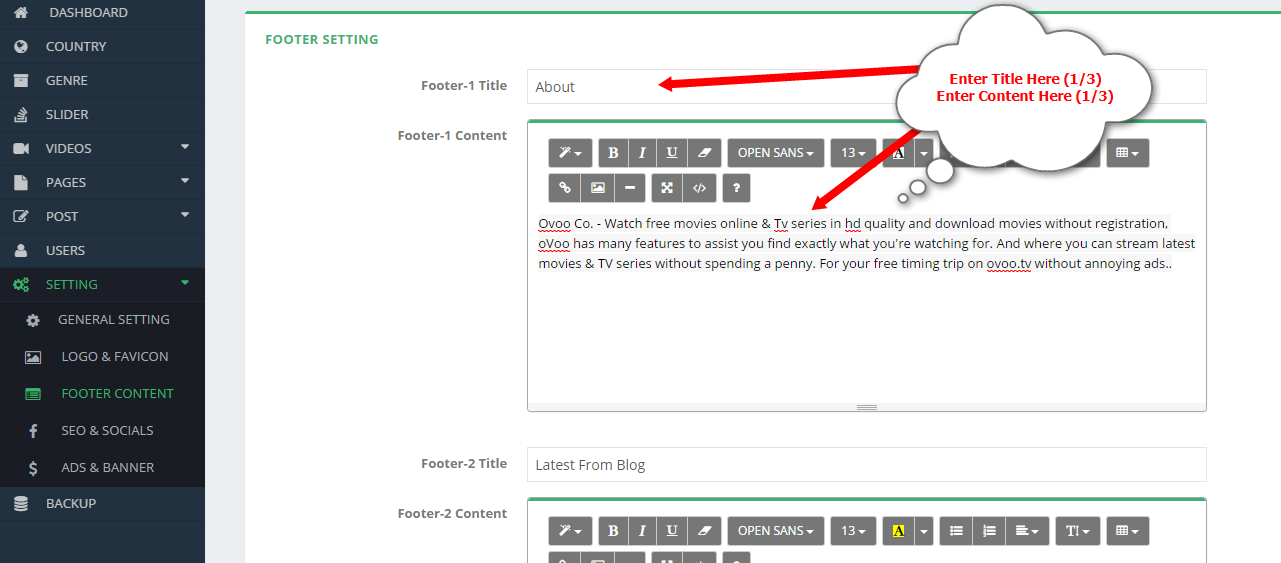 DASHBOARD
COUNTRY
GENRE
SLIDER
VIDEOS
PAGES
POST
USERS
SETTING
GENERAL SETTING
LOGO & FAVICON
FOOTER CONTENT
SEO & SOCIALS
ADS & BANNER
BACKUP
FOOTER SETTING
Footer-1 Title
About
Enter Title Here (1/3)
Enter Content Here (1/3)
Footer-1 Content
B I U OPEN SANS 13 A
</> ?
Ovoo Co. - Watch free movies online & Tv series in hd quality and download movies without registration,
oVoo has many features to assist you find exactly what you're watching for. And where you can stream latest
movies & TV series without spending a penny. For your free timing trip on ovoo.tv without annoying ads..
Footer-2 Title
Latest From Blog
Footer-2 Content
B I U OPEN SANS 13 A T